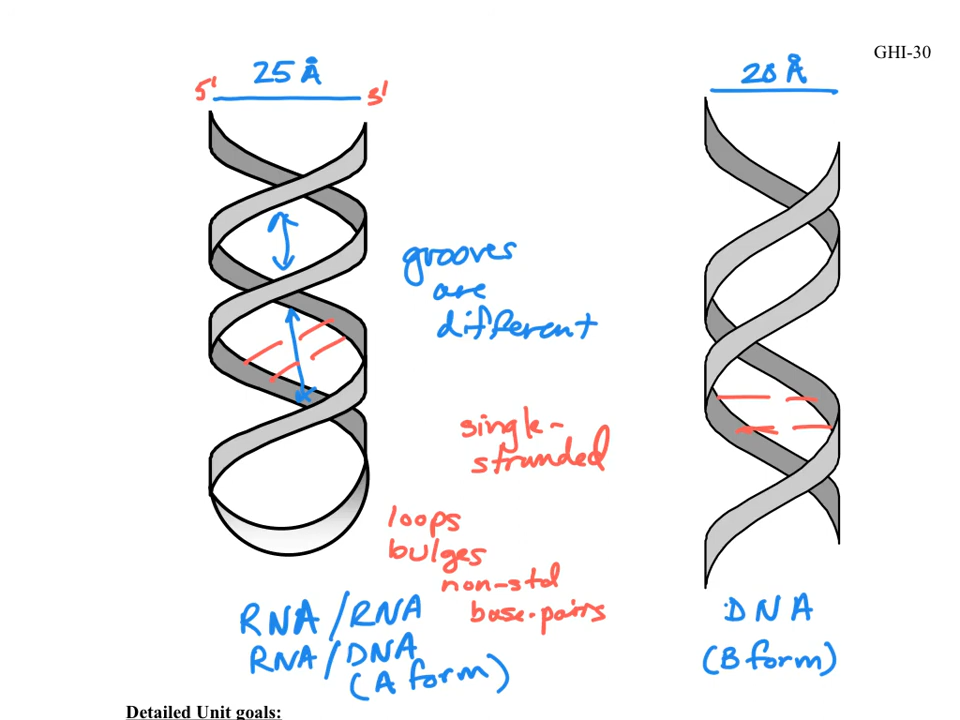 GHI-30
25 Å
5' 3'
20 Å
grooves
are
different
single-
stranded
loops
bulges
non-std
base-pairs
RNA/RNA
RNA/DNA
(A form)
DNA
(B form)
Detailed Unit goals: